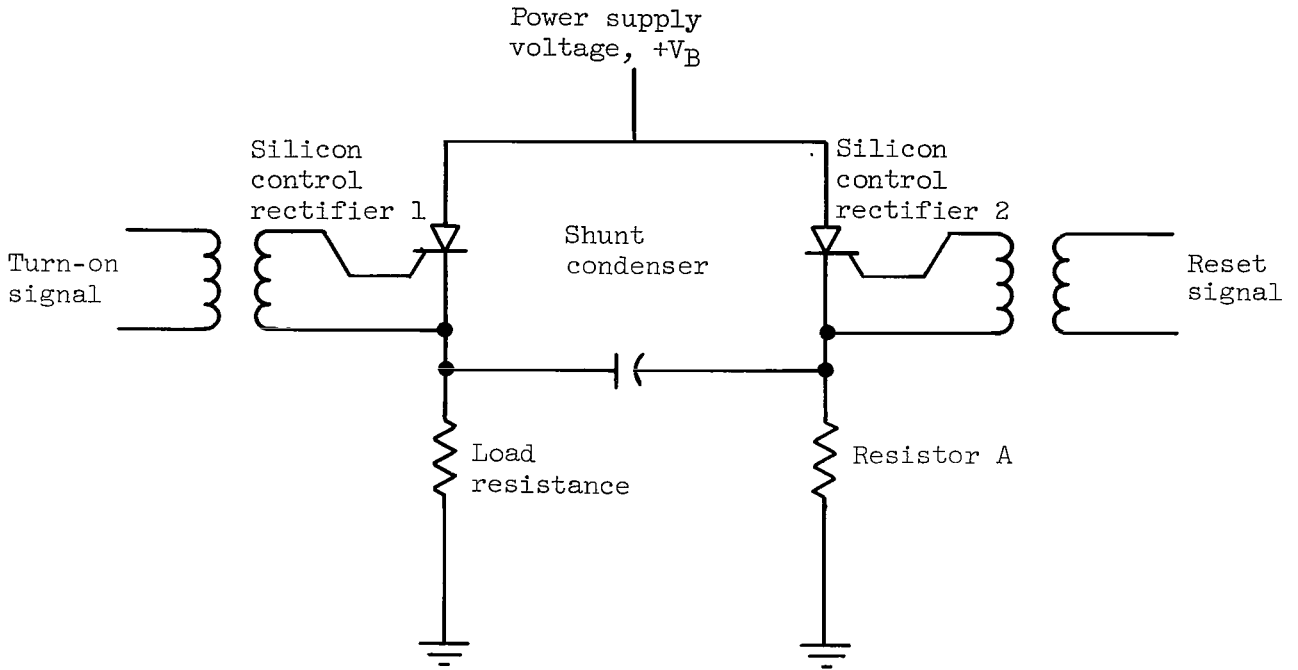 Power supply
voltage, +VB
Silicon
control
rectifier 1
Silicon
control
rectifier 2
Shunt
condenser
Turn-on
signal
Reset
signal
Load
resistance
Resistor A